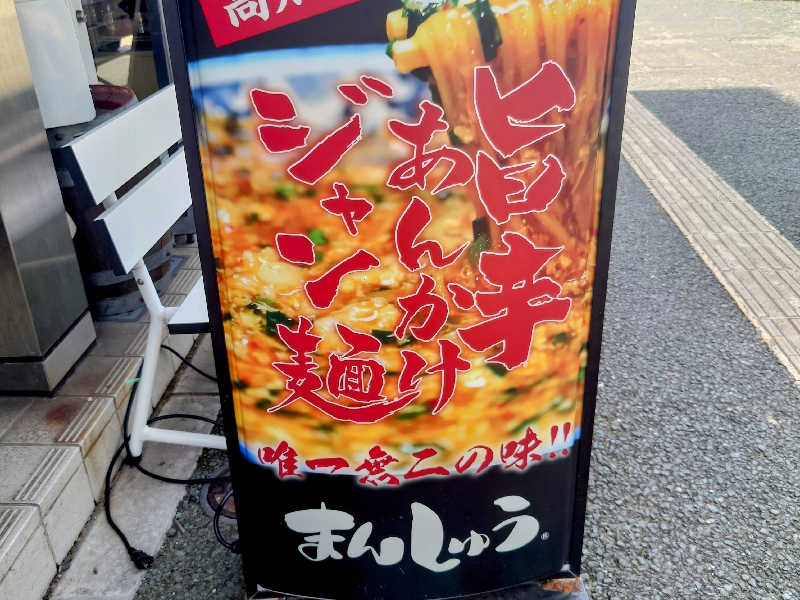 旨辛
あんかけ
ジャン麺
唯一無二の味!!
まんしゅう®